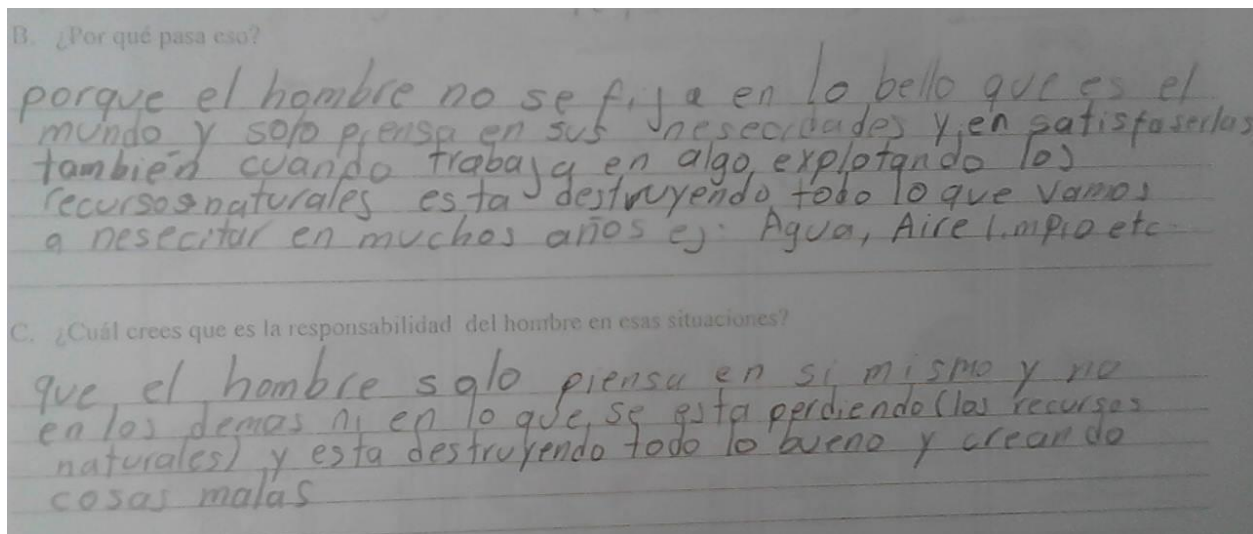 B. ¿Por qué pasa eso?
porque el hombre no se fija en lo bello que es el
mundo y solo piensa en sus nesecidades y en satisfaserlas
también cuando trabaja en algo explotando los
recursos naturales esta destruyendo todo lo que vamos
a nesecitar en muchos años ej: Agua, Aire limpio etc.
C. ¿Cuál crees que es la responsabilidad del hombre en esas situaciones?
que el hombre solo piensa en si mismo y no
en los demas ni en lo que se esta perdiendo (los recursos
naturales) y esta destruyendo todo lo bueno y creando
cosas malas